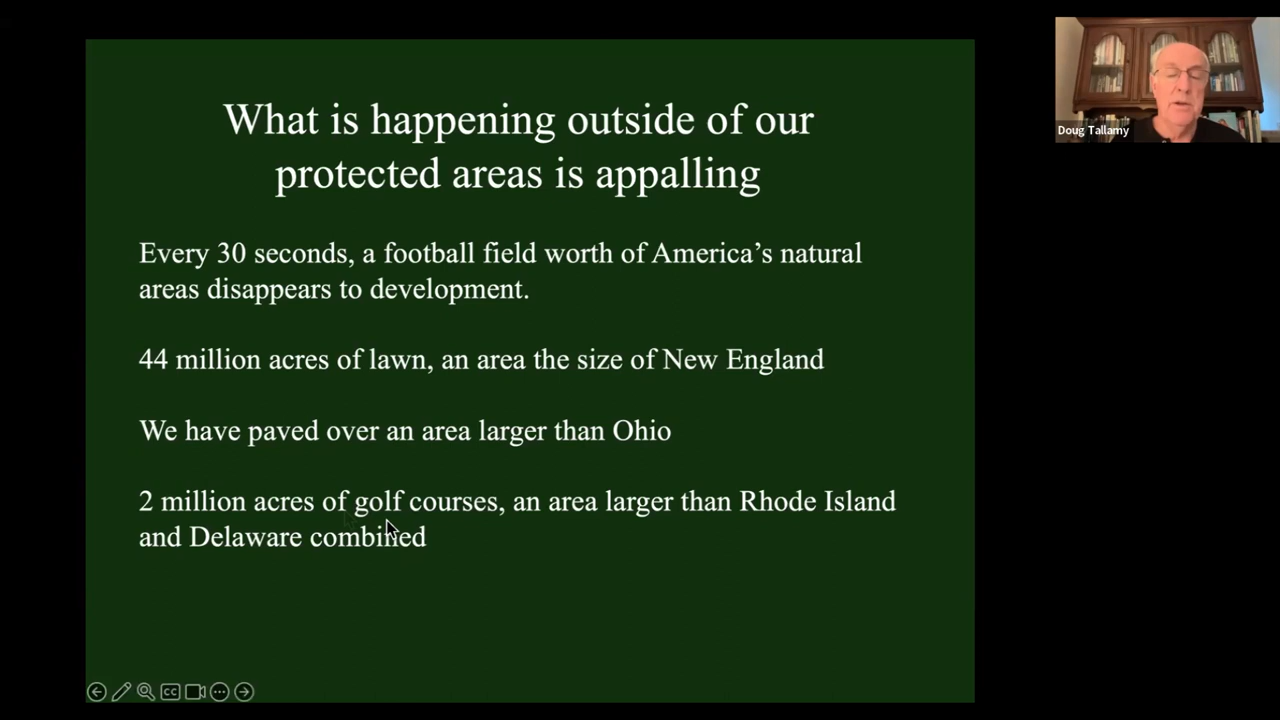 What is happening outside of our
protected areas is appalling
Every 30 seconds, a football field worth of America’s natural
areas disappears to development.
44 million acres of lawn, an area the size of New England
We have paved over an area larger than Ohio
2 million acres of golf courses, an area larger than Rhode Island
and Delaware combined
Doug Tallamy
CC